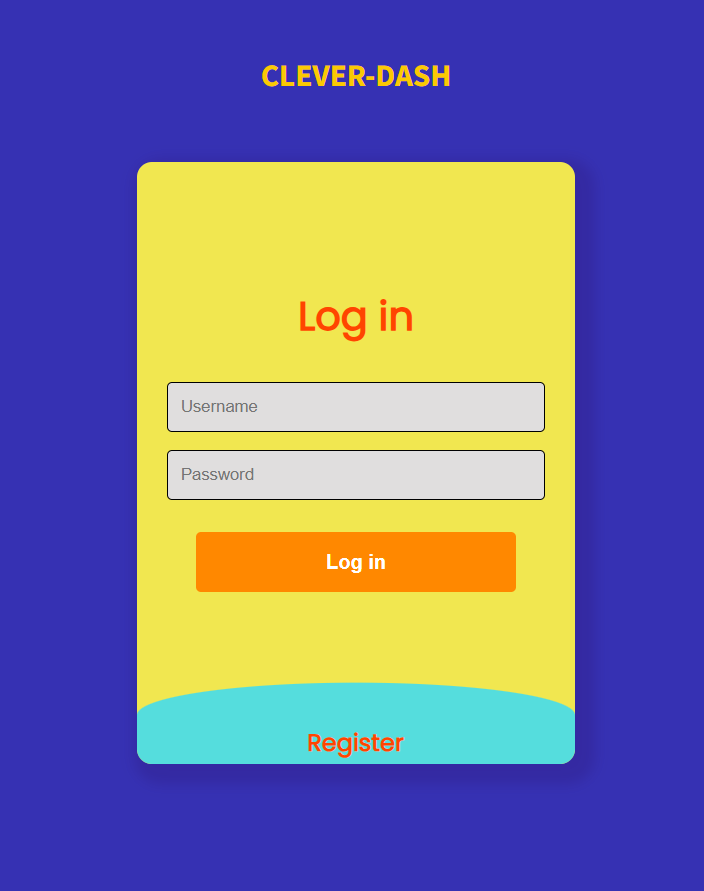 CLEVER-DASH
Log in
Username
Password
Log in
Register